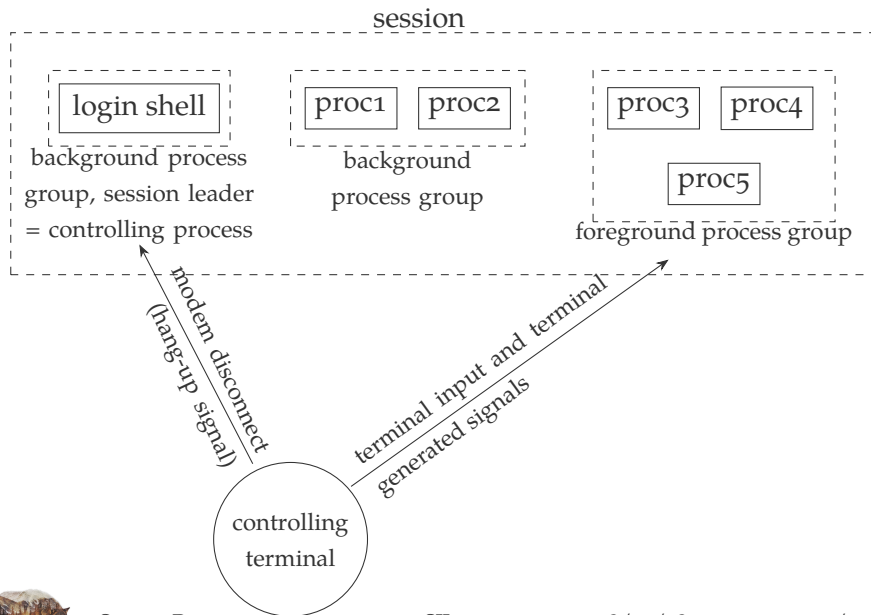 session
login shell
proc1
proc2
proc3
proc4
proc5
background process
group, session leader
= controlling process
background
process group
foreground process group
modem disconnect
(hang-up signal)
terminal input and terminal
generated signals
controlling
terminal